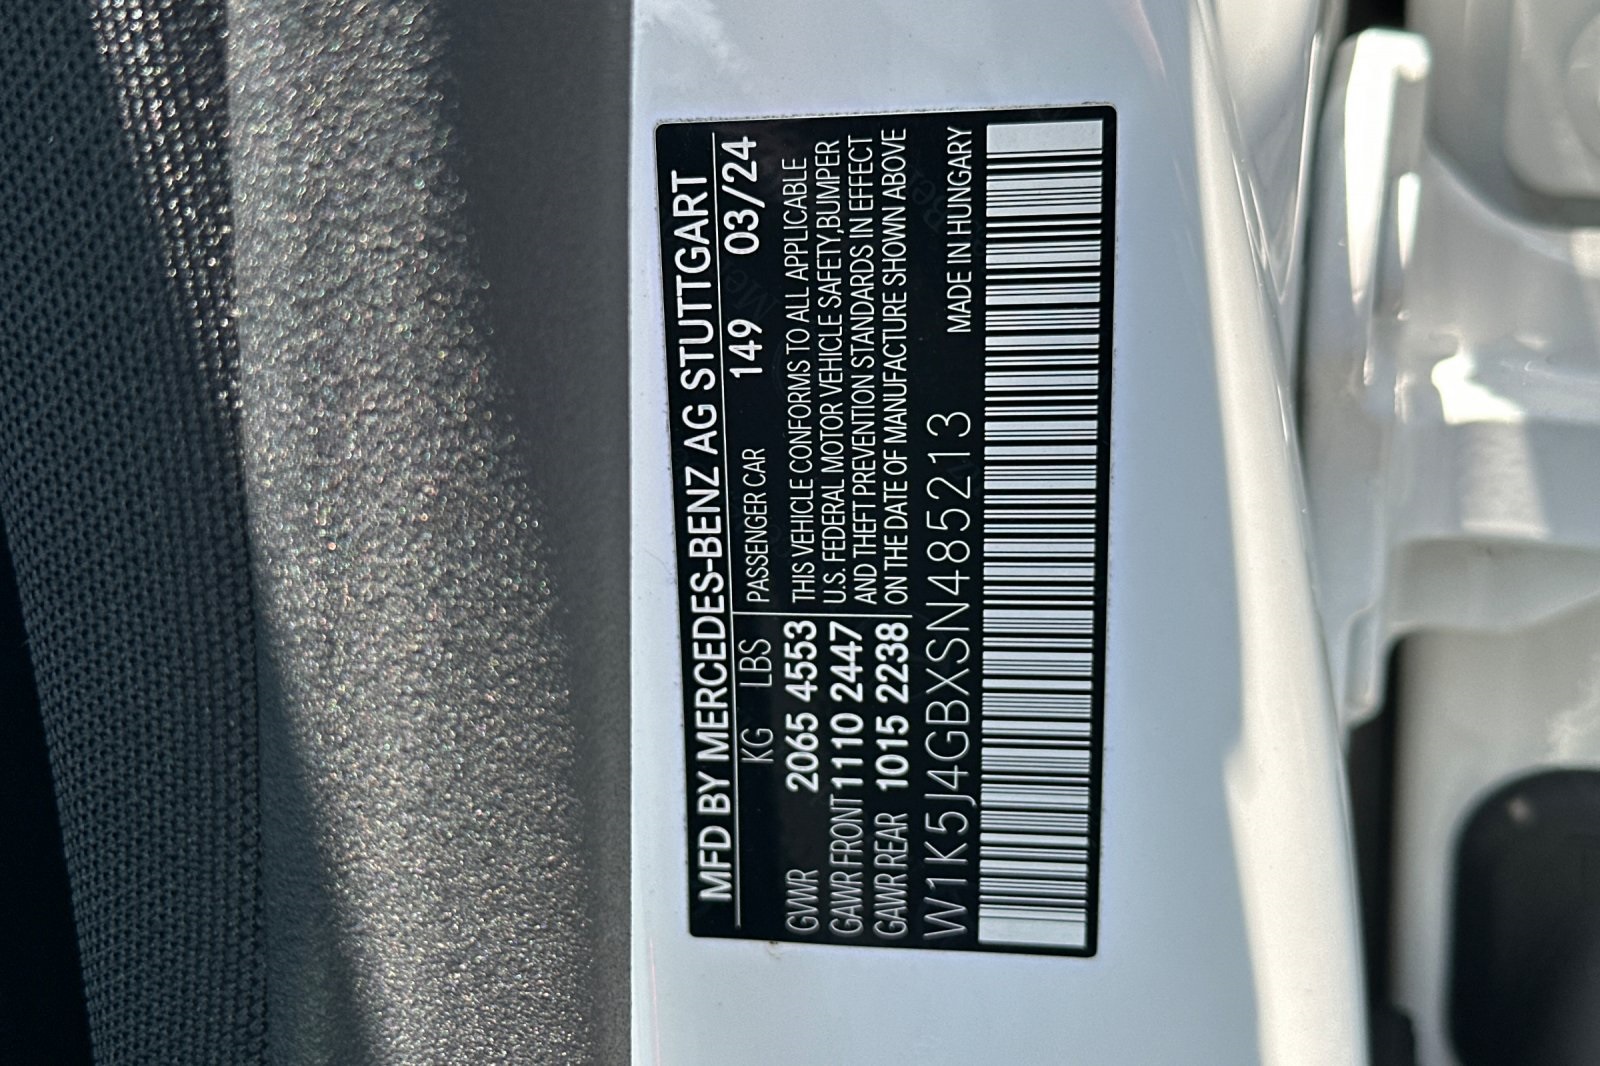 MFD BY MERCEDES-BENZ AG STUTTGART
KG LBS PASSENGER CAR 149 03/24
GVWR 2065 4553 THIS VEHICLE CONFORMS TO ALL APPLICABLE
GAWR FRONT 1110 2447 U.S. FEDERAL MOTOR VEHICLE SAFETY,BUMPER
GAWR REAR 1015 2238 AND THEFT PREVENTION STANDARDS IN EFFECT
ON THE DATE OF MANUFACTURE SHOWN ABOVE
W1K5J4GBXSN485213 MADE IN HUNGARY